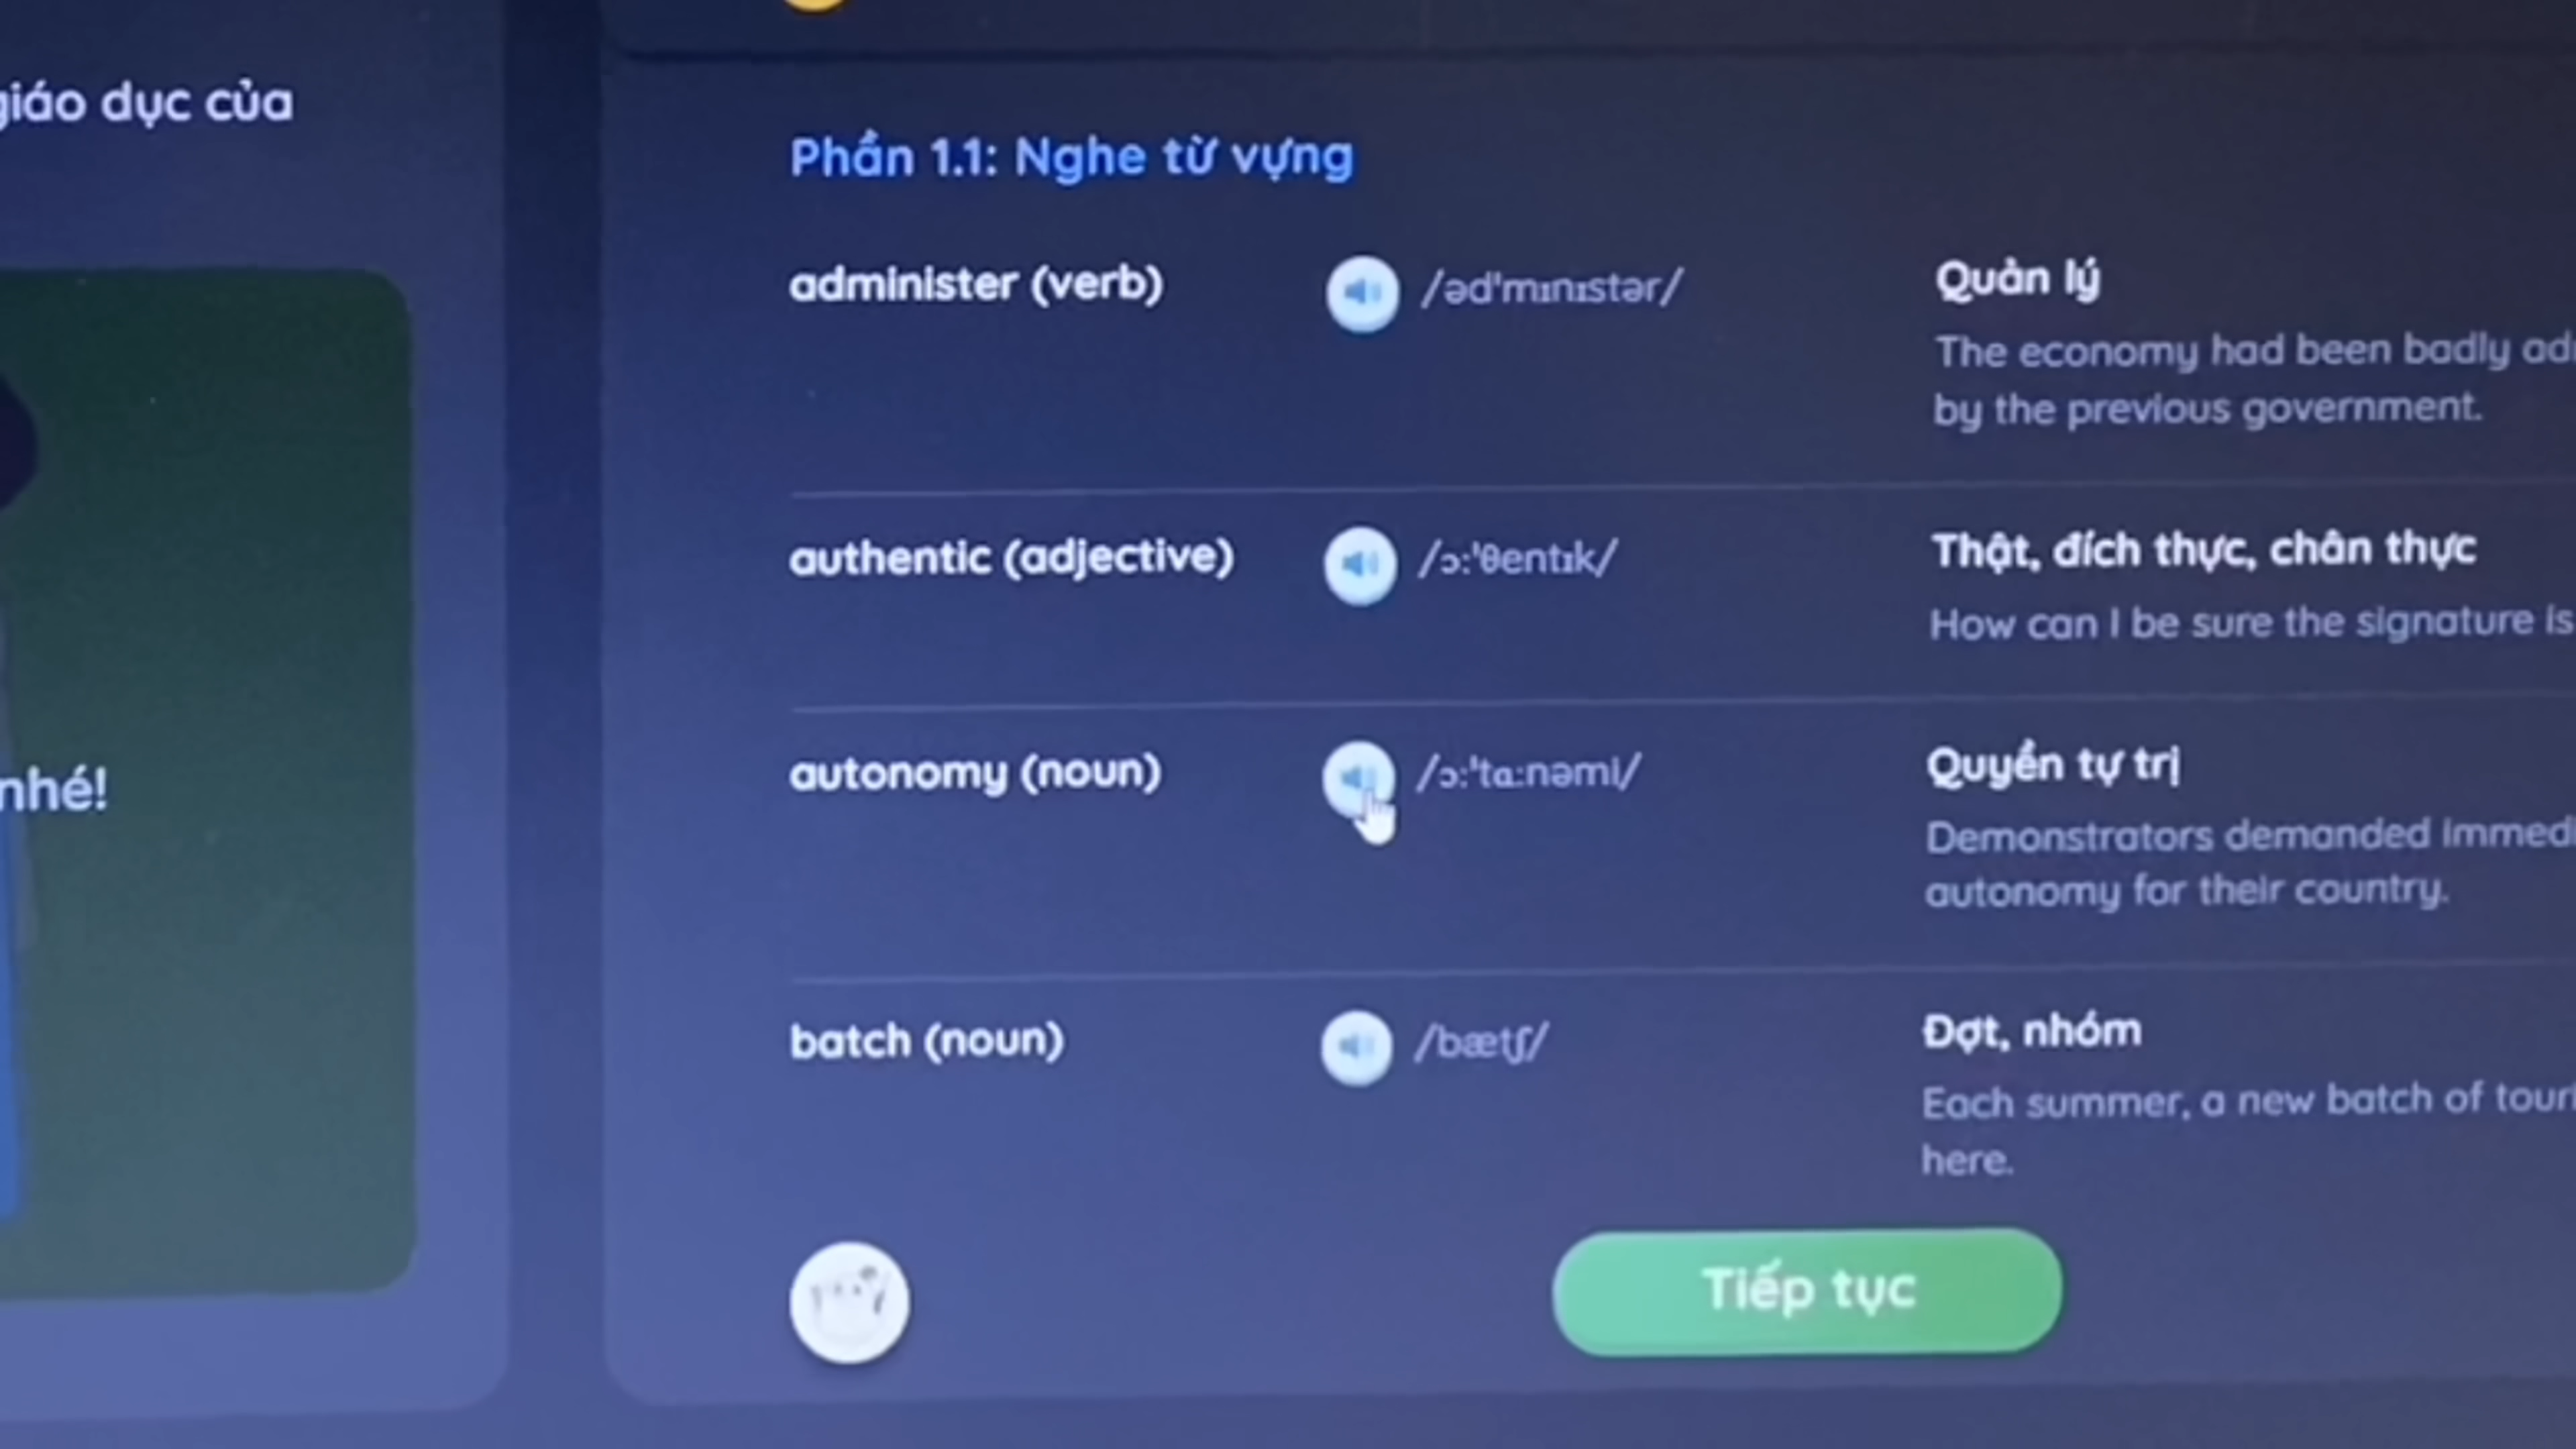 giáo dục của
nhé!
Phần 1.1: Nghe từ vựng
administer (verb)
/əd'mɪnɪstər/
Quản lý
The economy had been badly
by the previous government.
authentic (adjective)
/ɔ:'θentɪk/
Thật, đích thực, chân thực
How can I be sure the signature is
autonomy (noun)
/ɔ:'tɑ:nəmi/
Quyền tự trị
Demonstrators demanded
autonomy for their country.
batch (noun)
/bætʃ/
Đợt, nhóm
Each summer, a new batch of
here.
Tiếp tục